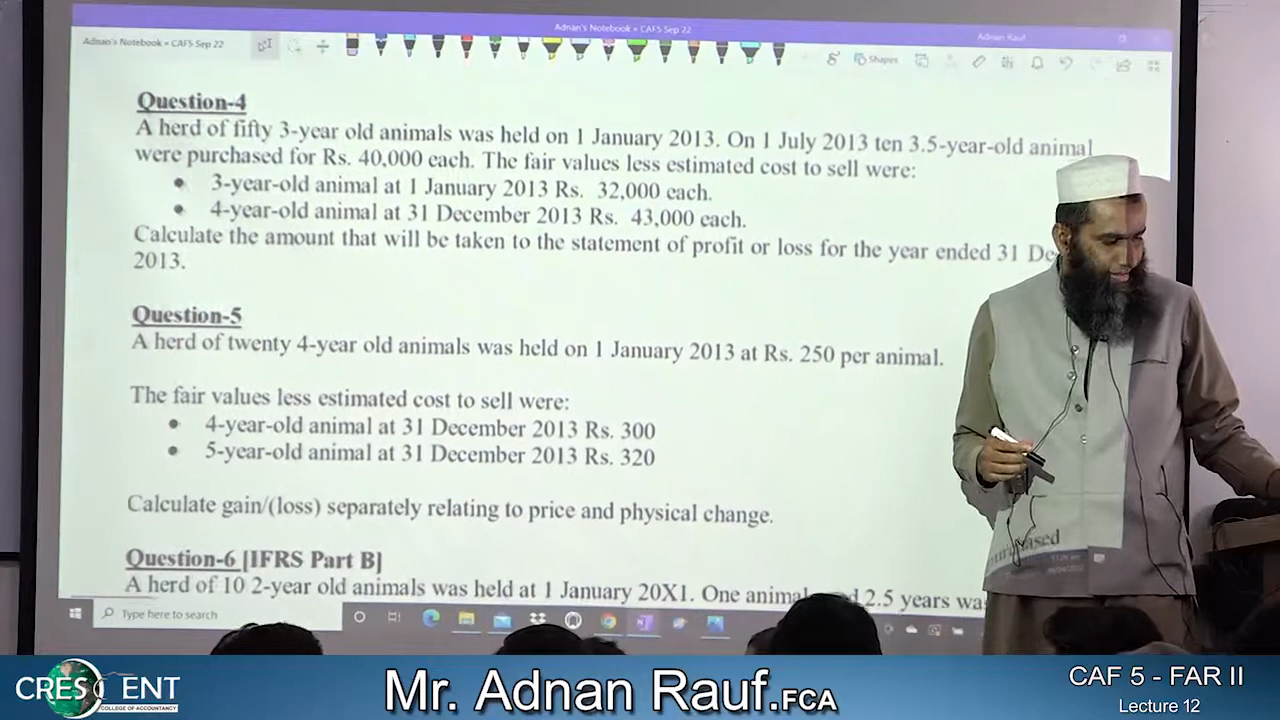 Adnan's Notebook » CAF5 Sep 22
Adnan Rauf
Adnan's Notebook » CAF5 Sep 22
Shapes
Question-4
A herd of fifty 3-year old animals was held on 1 January 2013. On 1 July 2013 ten 3.5-year-old animal
were purchased for Rs. 40,000 each. The fair values less estimated cost to sell were:
• 3-year-old animal at 1 January 2013 Rs. 32,000 each.
• 4-year-old animal at 31 December 2013 Rs. 43,000 each.
Calculate the amount that will be taken to the statement of profit or loss for the year ended 31 De
2013.
Question-5
A herd of twenty 4-year old animals was held on 1 January 2013 at Rs. 250 per animal.
The fair values less estimated cost to sell were:
• 4-year-old animal at 31 December 2013 Rs. 300
• 5-year-old animal at 31 December 2013 Rs. 320
Calculate gain/(loss) separately relating to price and physical change.
Question-6 [IFRS Part B]
A herd of 10 2-year old animals was held at 1 January 20X1. One animal 2.5 years was
Type here to search
CRESCENT
COLLEGE OF ACCOUNTANCY
Mr. Adnan Rauf.FCA
CAF 5 - FAR II
Lecture 12